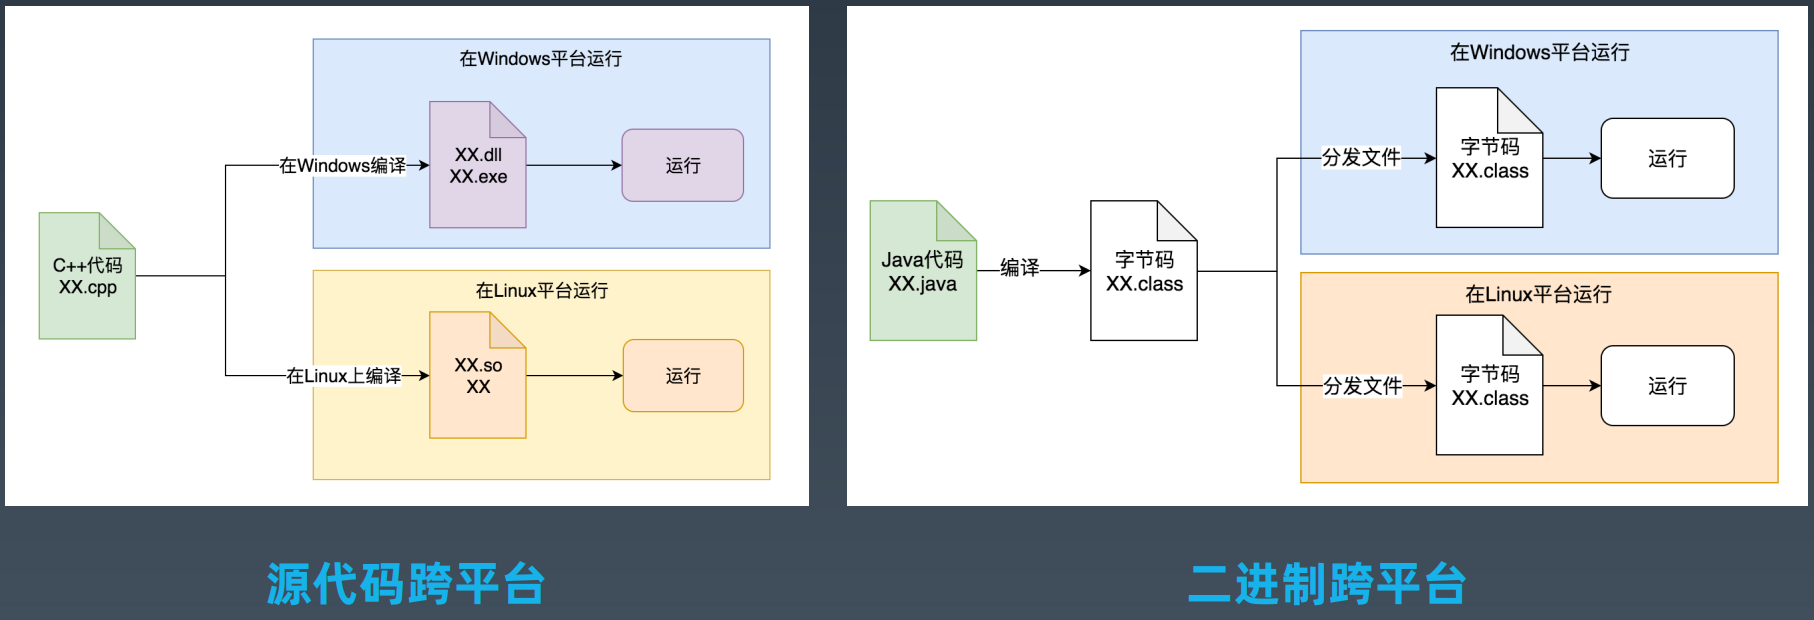 在Windows平台运行
在Windows编译
XX.dll
XX.exe
运行
C++代码
XX.cpp
在Linux平台运行
在Linux上编译
XX.so
XX
运行
源代码跨平台
在Windows平台运行
分发文件
字节码
XX.class
运行
Java代码
XX.java
编译
字节码
XX.class
在Linux平台运行
分发文件
字节码
XX.class
运行
二进制跨平台